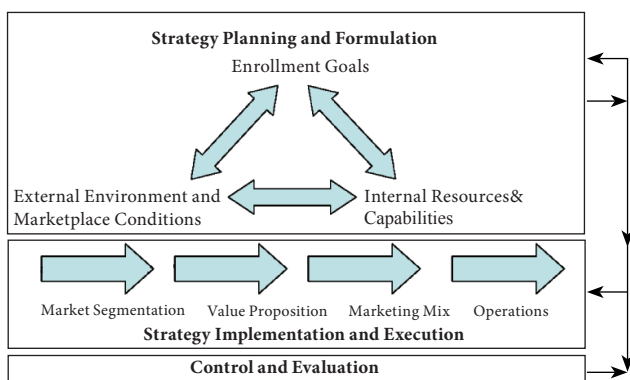 Strategy Planning and Formulation
Enrollment Goals
External Environment and
Marketplace Conditions
Internal Resources&
Capabilities
Market Segmentation
Value Proposition
Marketing Mix
Operations
Strategy Implementation and Execution
Control and Evaluation